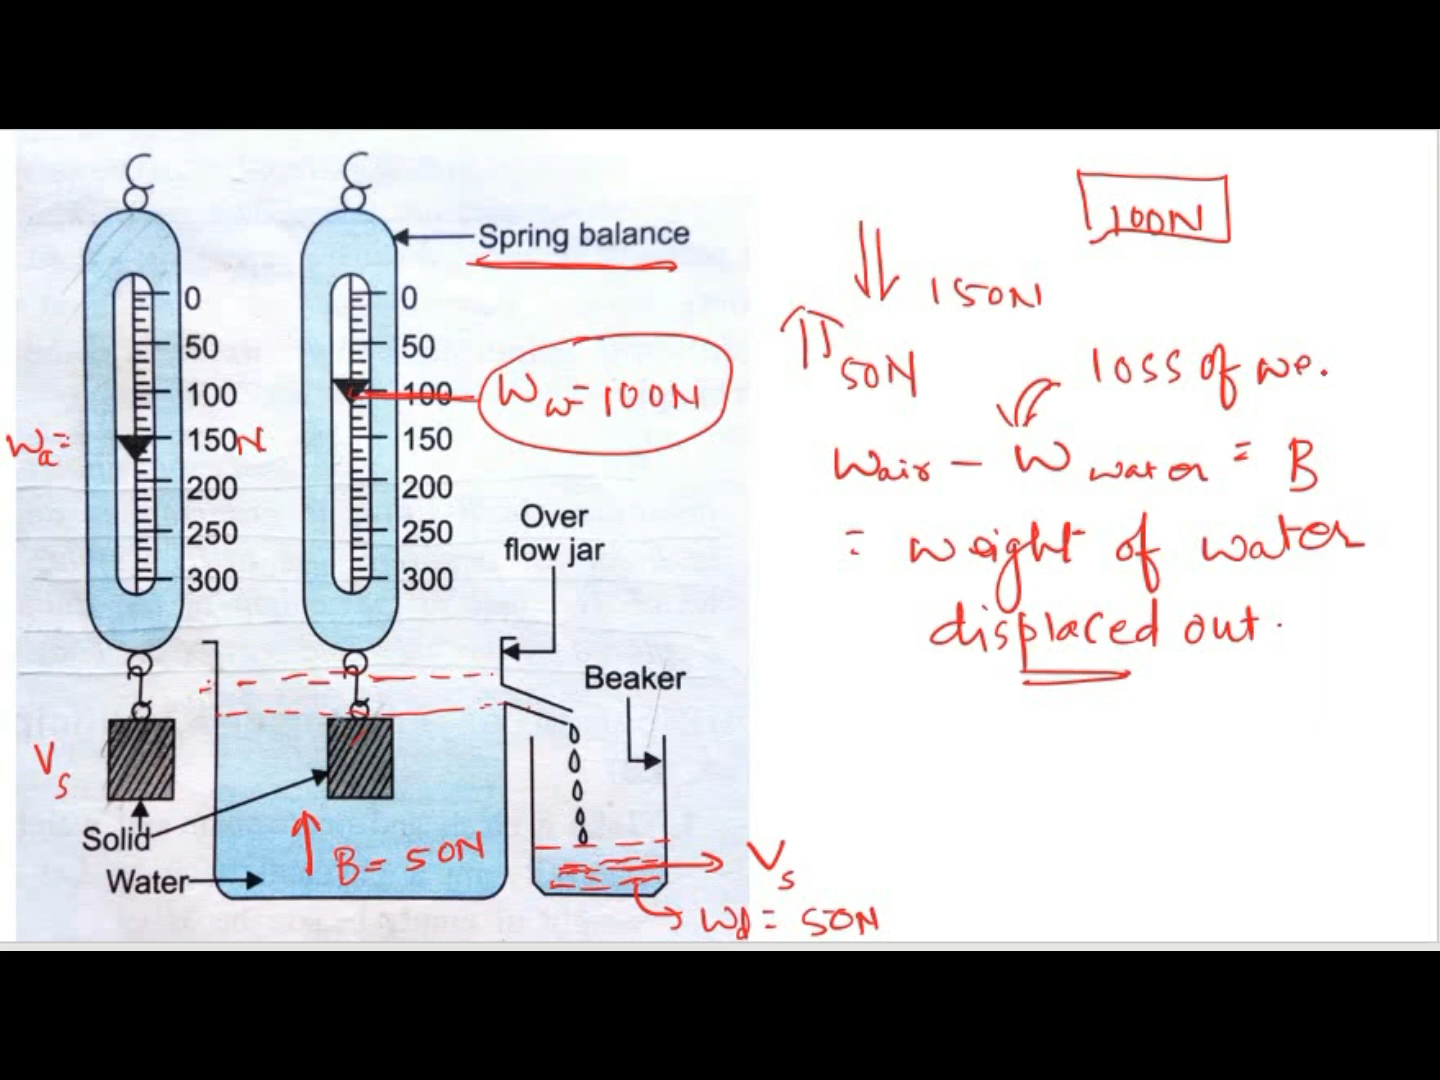 Spring balance
0
50
100
150N
200
250
300
Wa=
0
50
100
150
200
250
300
Ww=100N
Over
flow jar
Beaker
Vs
Solid
Water
B= 50N
Vs
Wd= 50N
100N
150N
50N
loss of we.
Wair - Wwater = B
= weight of water
displaced out.